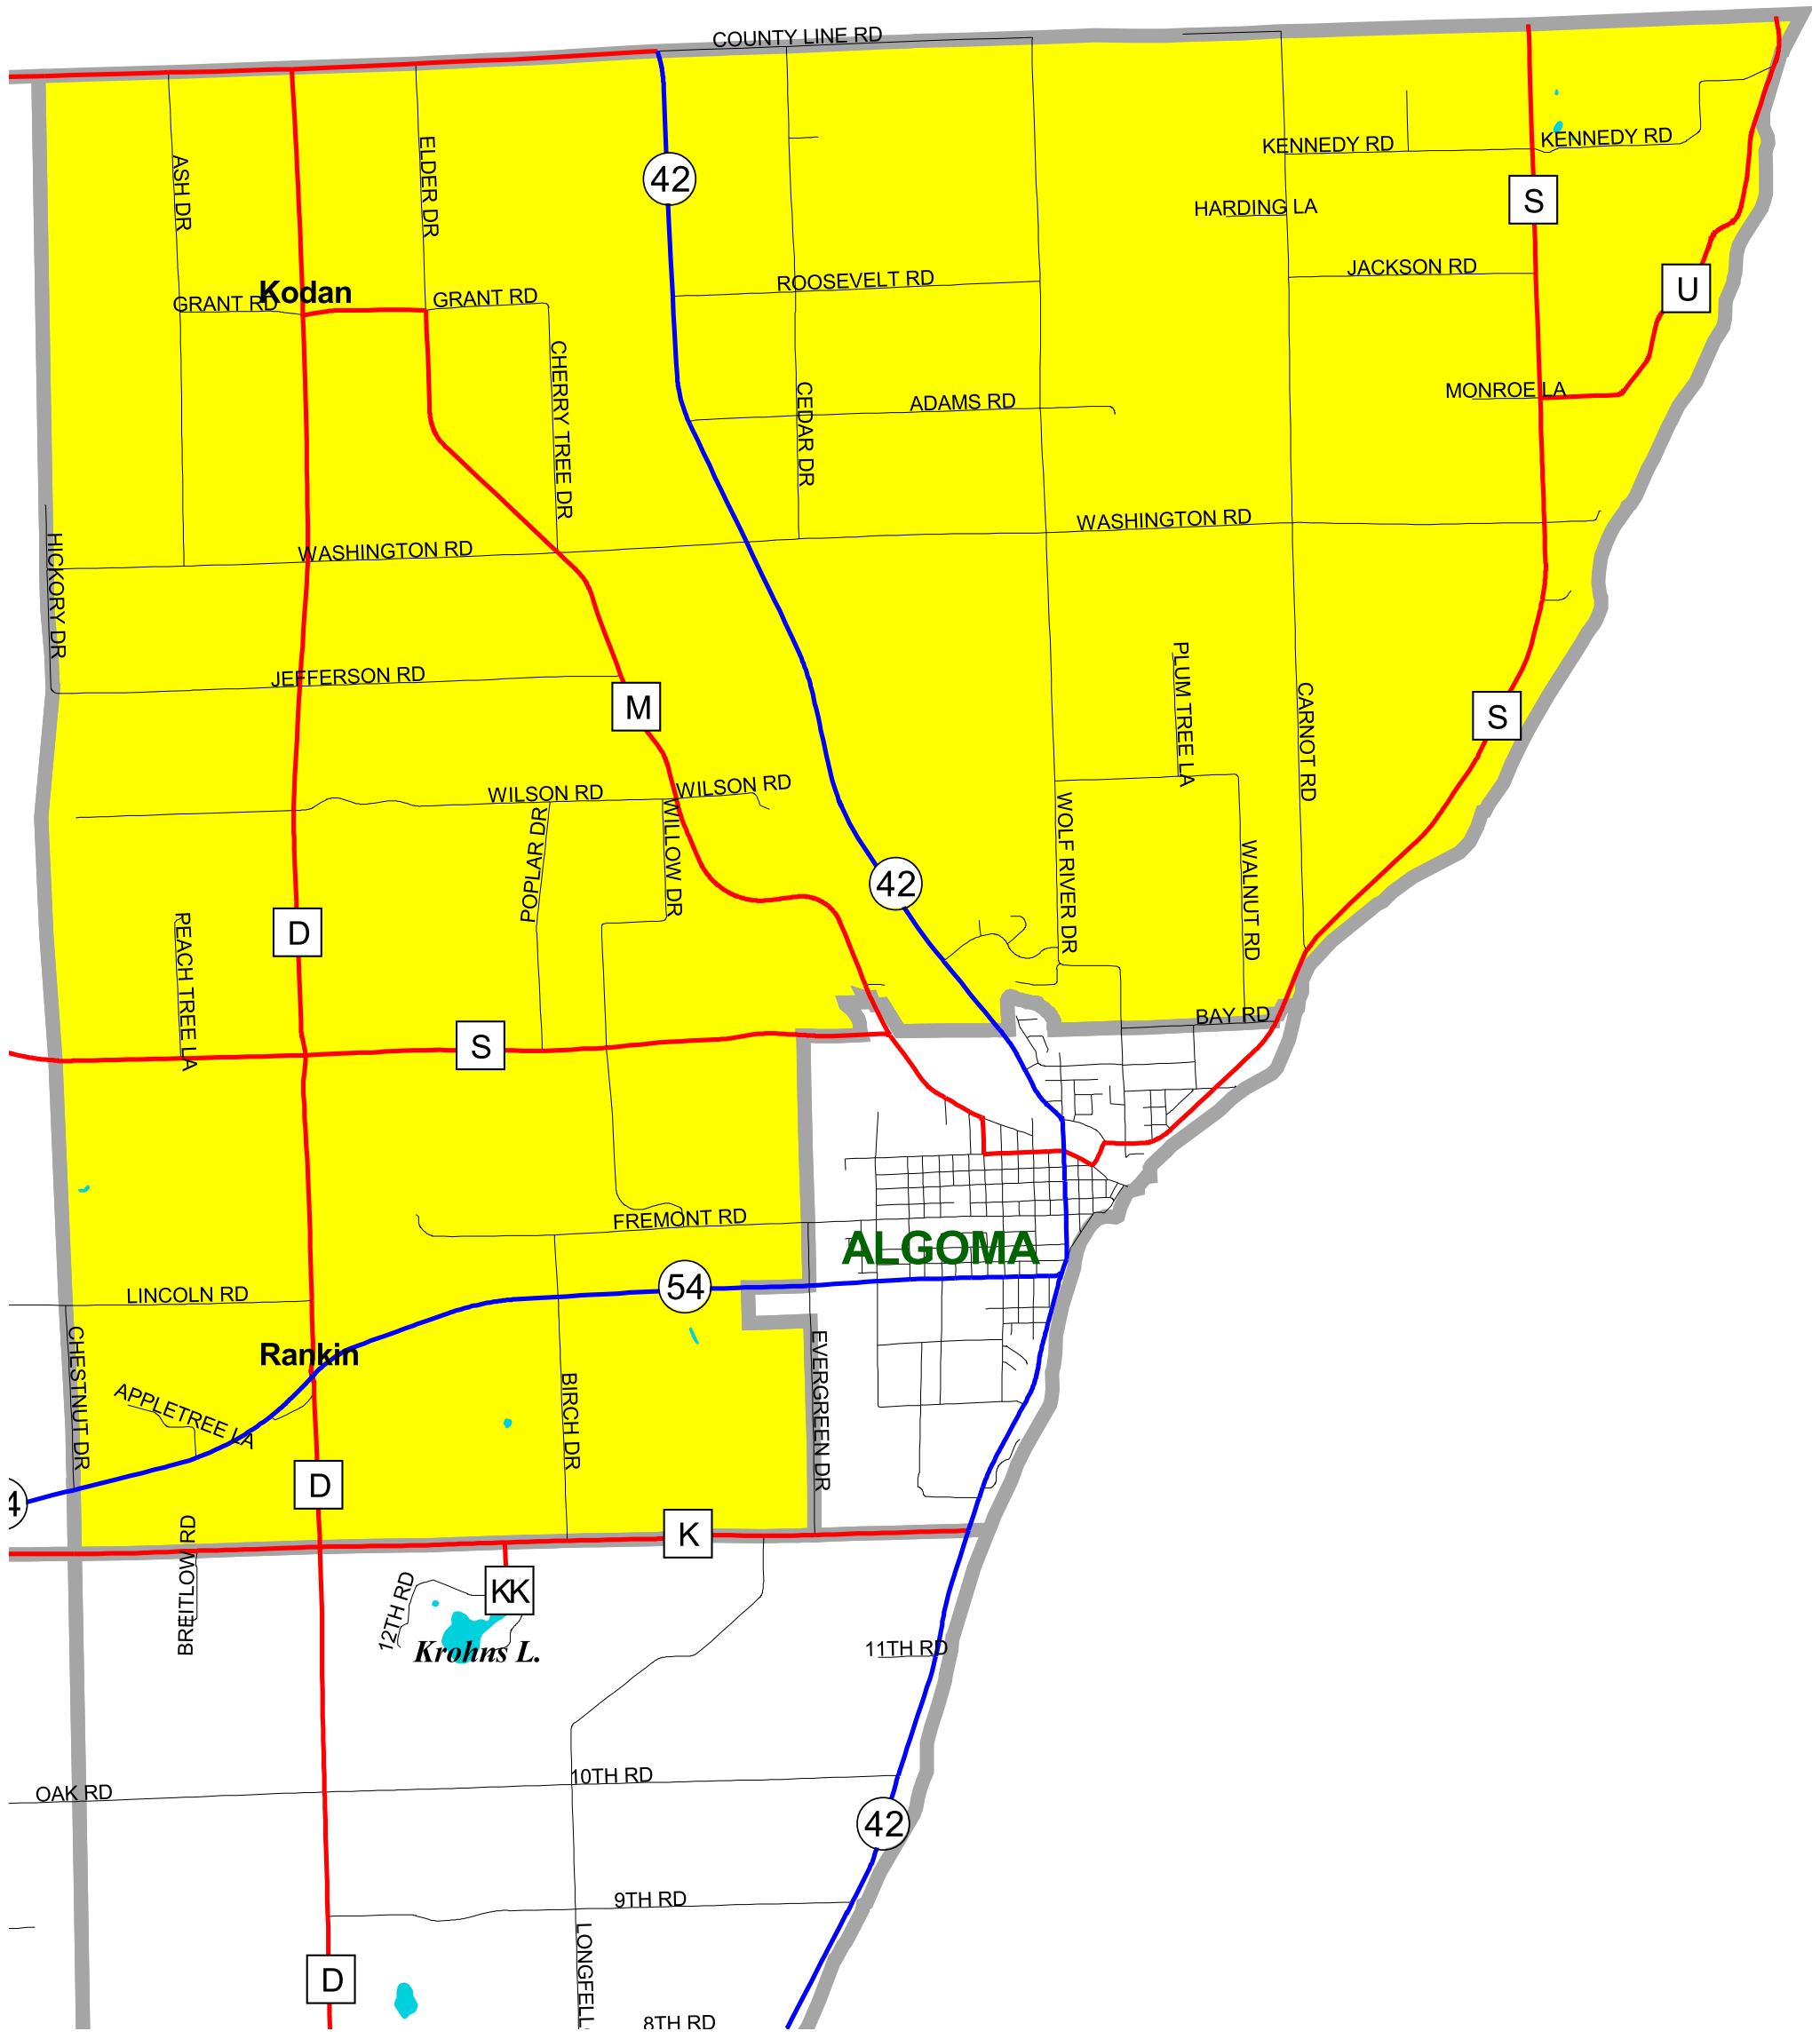 COUNTY LINE RD
KENNEDY RD
KENNEDY RD
ASH DR
ELDER DR
42
S
HARDING LA
JACKSON RD
ROOSEVELT RD
U
Kodan
GRANT RD
GRANT RD
CHERRY TREE DR
CEDAR DR
ADAMS RD
MONROE LA
WASHINGTON RD
WASHINGTON RD
HICKORY DR
JEFFERSON RD
M
PLUM TREE LA
CARNOT RD
S
WILSON RD
WILSON RD
POPLAR DR
WILLOW DR
WOLF RIVER DR
WALNUT RD
42
D
PEACH TREE LA
S
BAY RD
FREMONT RD
ALGOMA
54
LINCOLN RD
Rankin
CHESTNUT DR
APPLETREE LA
BIRCH DR
EVERGREEN DR
D
4
K
BREITLOW RD
12TH RD
KK
Krohns L.
11TH RD
10TH RD
OAK RD
42
9TH RD
LONGFELL
D
8TH RD